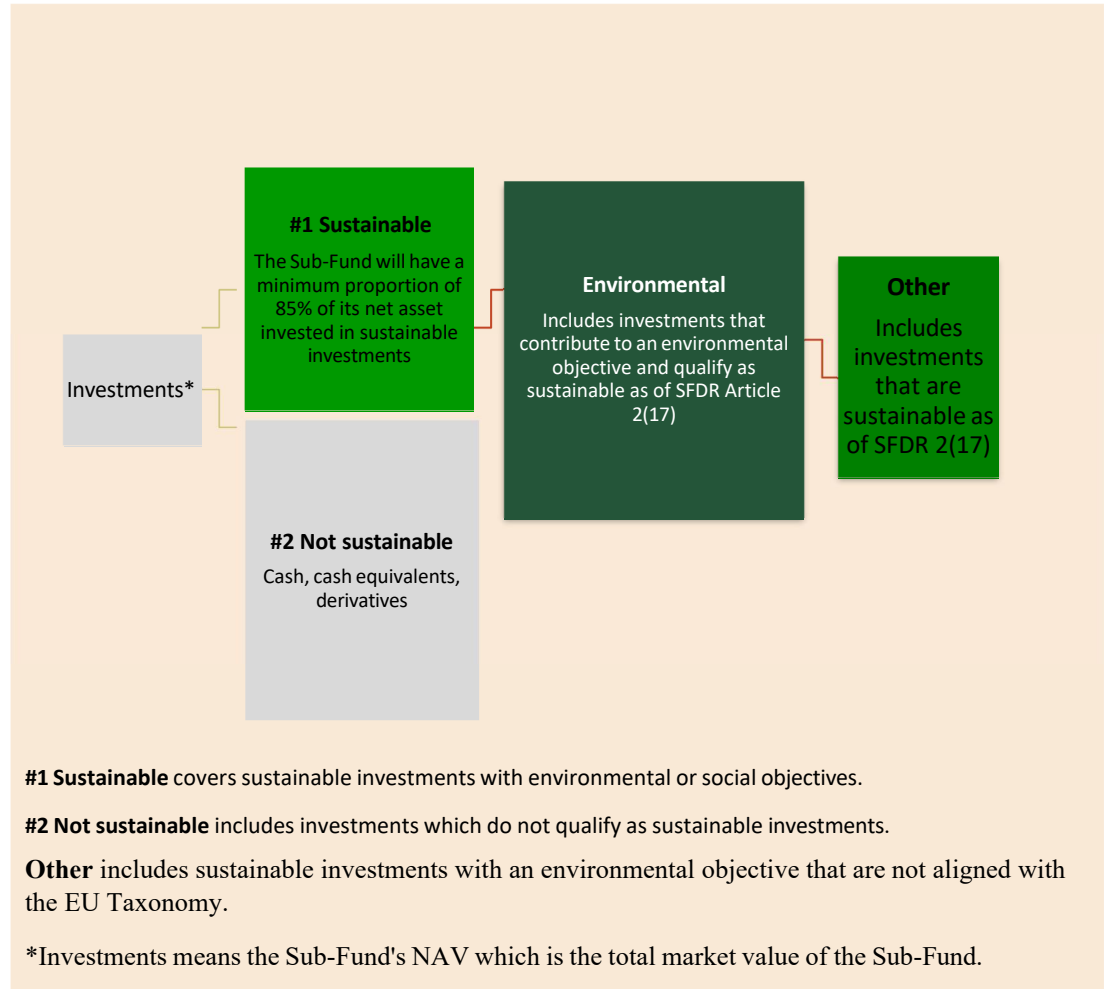 #1 Sustainable
The Sub-Fund will have a
minimum proportion of
85% of its net asset
invested in sustainable
investments
Investments*
#2 Not sustainable
Cash, cash equivalents,
derivatives
Environmental
Includes investments that
contribute to an environmental
objective and qualify as
sustainable as of SFDR Article
2(17)
Other
Includes
investments
that are
sustainable as
of SFDR 2(17)
#1 Sustainable covers sustainable investments with environmental or social objectives.
#2 Not sustainable includes investments which do not qualify as sustainable investments.
Other includes sustainable investments with an environmental objective that are not aligned with
the EU Taxonomy.
*Investments means the Sub-Fund's NAV which is the total market value of the Sub-Fund.